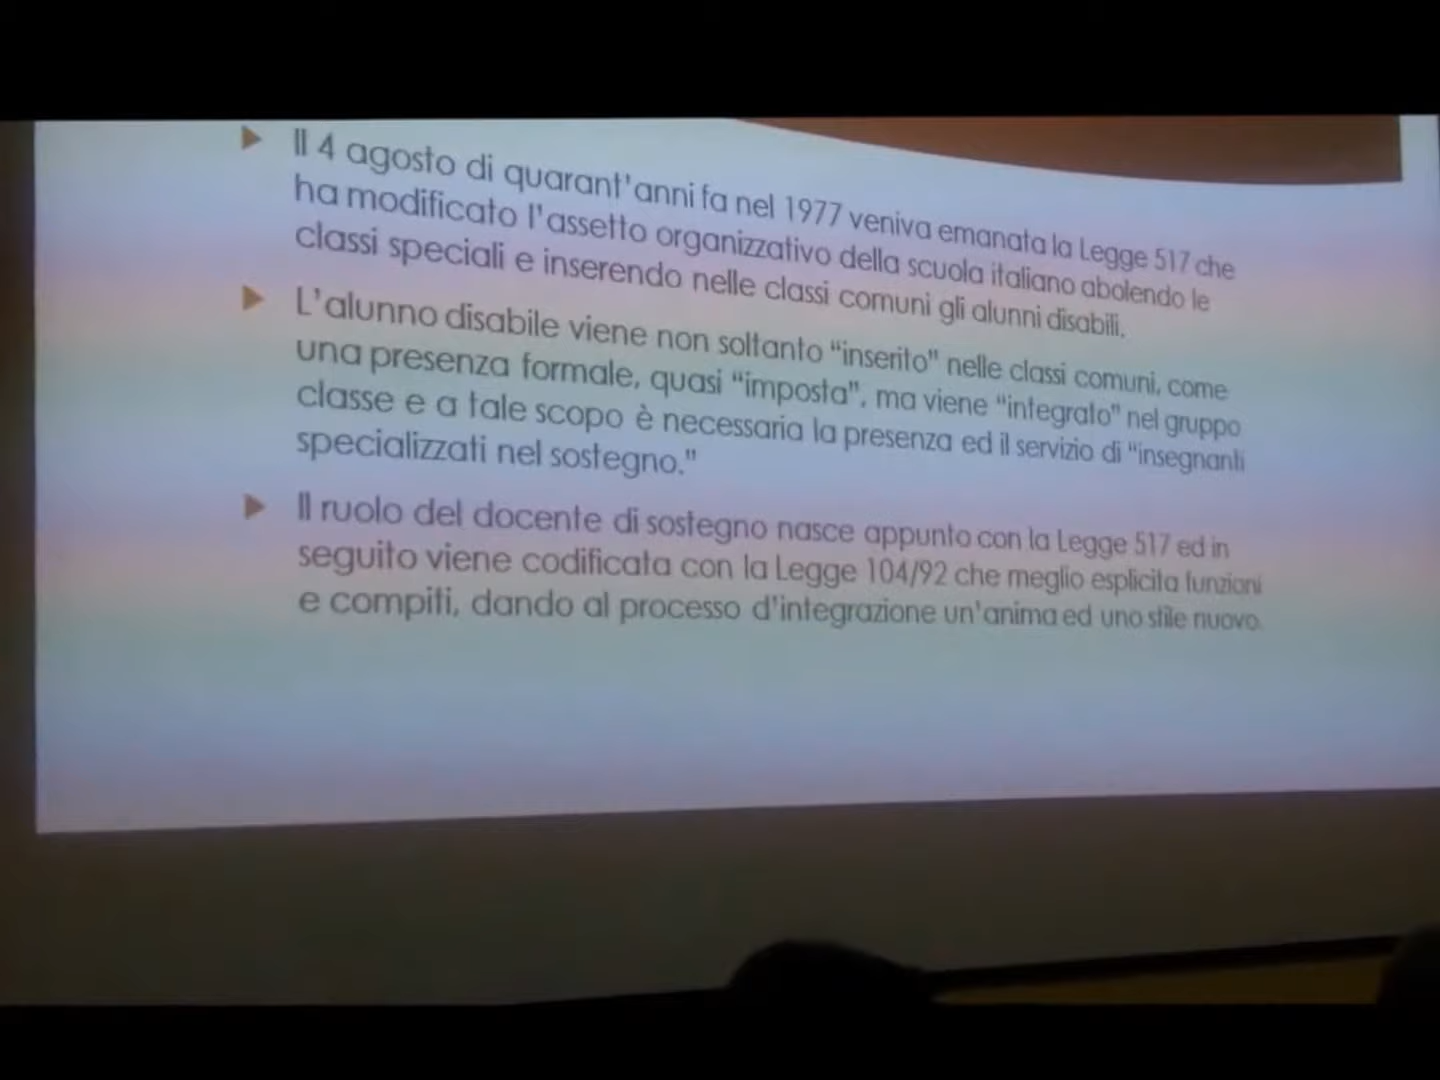 Il 4 agosto di quarant'anni fa nel 1977 veniva emanata la Legge 517 che
ha modificato l'assetto organizzativo della scuola italiano abolendo le
classi speciali e inserendo nelle classi comuni gli alunni disabili.
L'alunno disabile viene non soltanto “inserito" nelle classi comuni, come
una presenza formale, quasi “imposta", ma viene “integrato" nel gruppo
classe e a tale scopo è necessaria la presenza ed il servizio di “insegnanti
specializzati nel sostegno."
Il ruolo del docente di sostegno nasce appunto con la Legge 517 ed in
seguito viene codificata con la Legge 104/92 che meglio esplicita funzioni
e compiti, dando al processo d'integrazione un'anima ed uno stile nuovo.